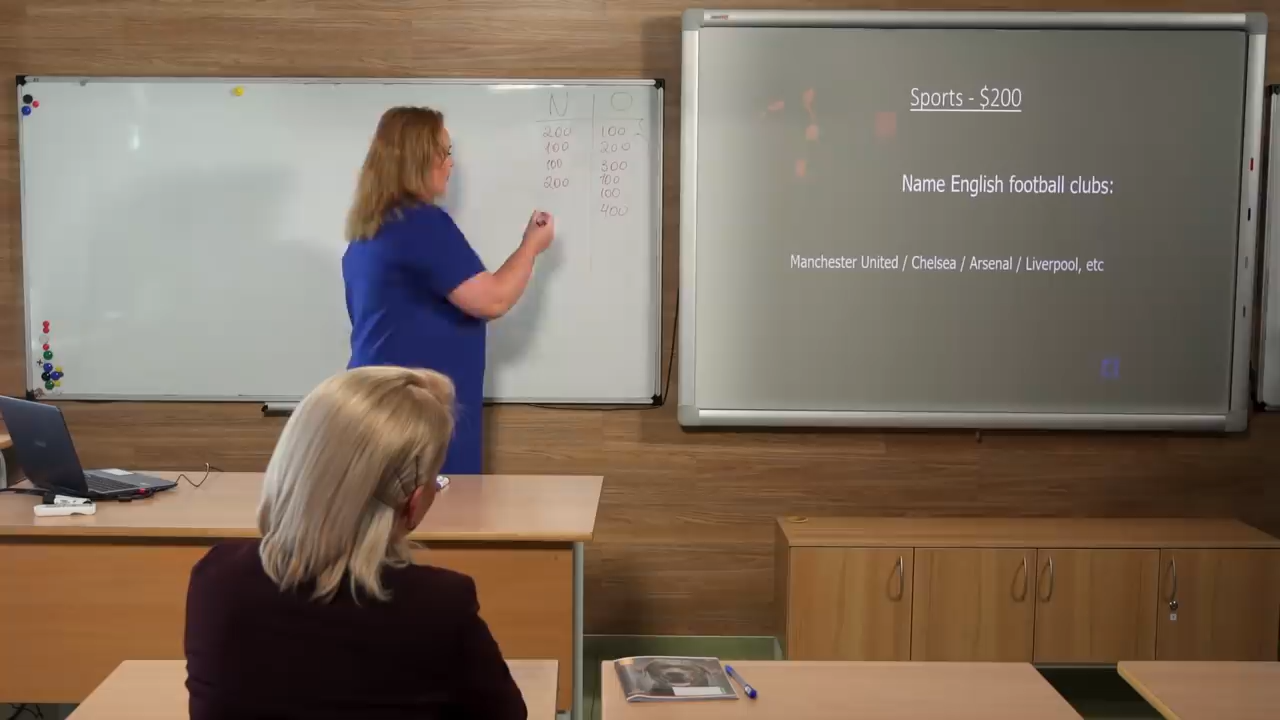 N O
200 100
100 200
100 300
200 100
100
400
Sports - $200
Name English football clubs:
Manchester United / Chelsea / Arsenal / Liverpool, etc